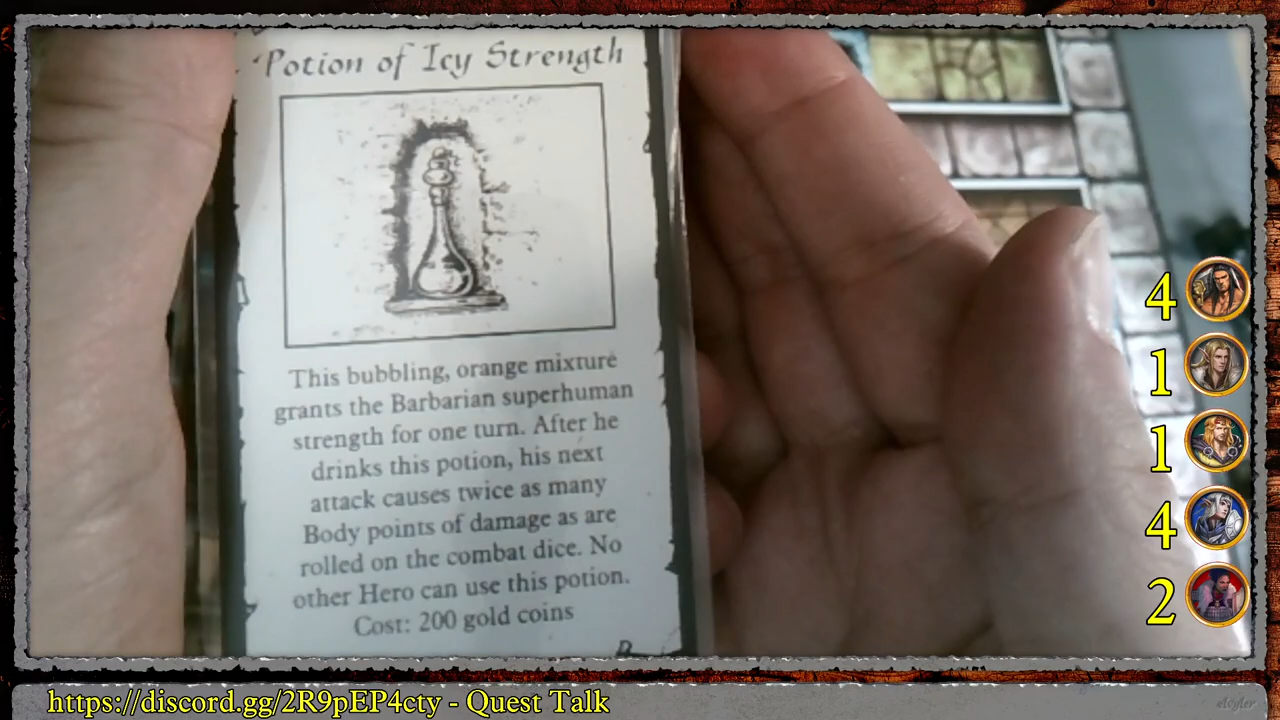 Potion of Icy Strength
This bubbling, orange mixture
grants the Barbarian superhuman
strength for one turn. After he
drinks this potion, his next
attack causes twice as many
Body points of damage as are
rolled on the combat dice. No
other Hero can use this potion.
Cost: 200 gold coins
4
1
1
4
2
https://discord.gg/2R9pEP4cty - Quest Talk